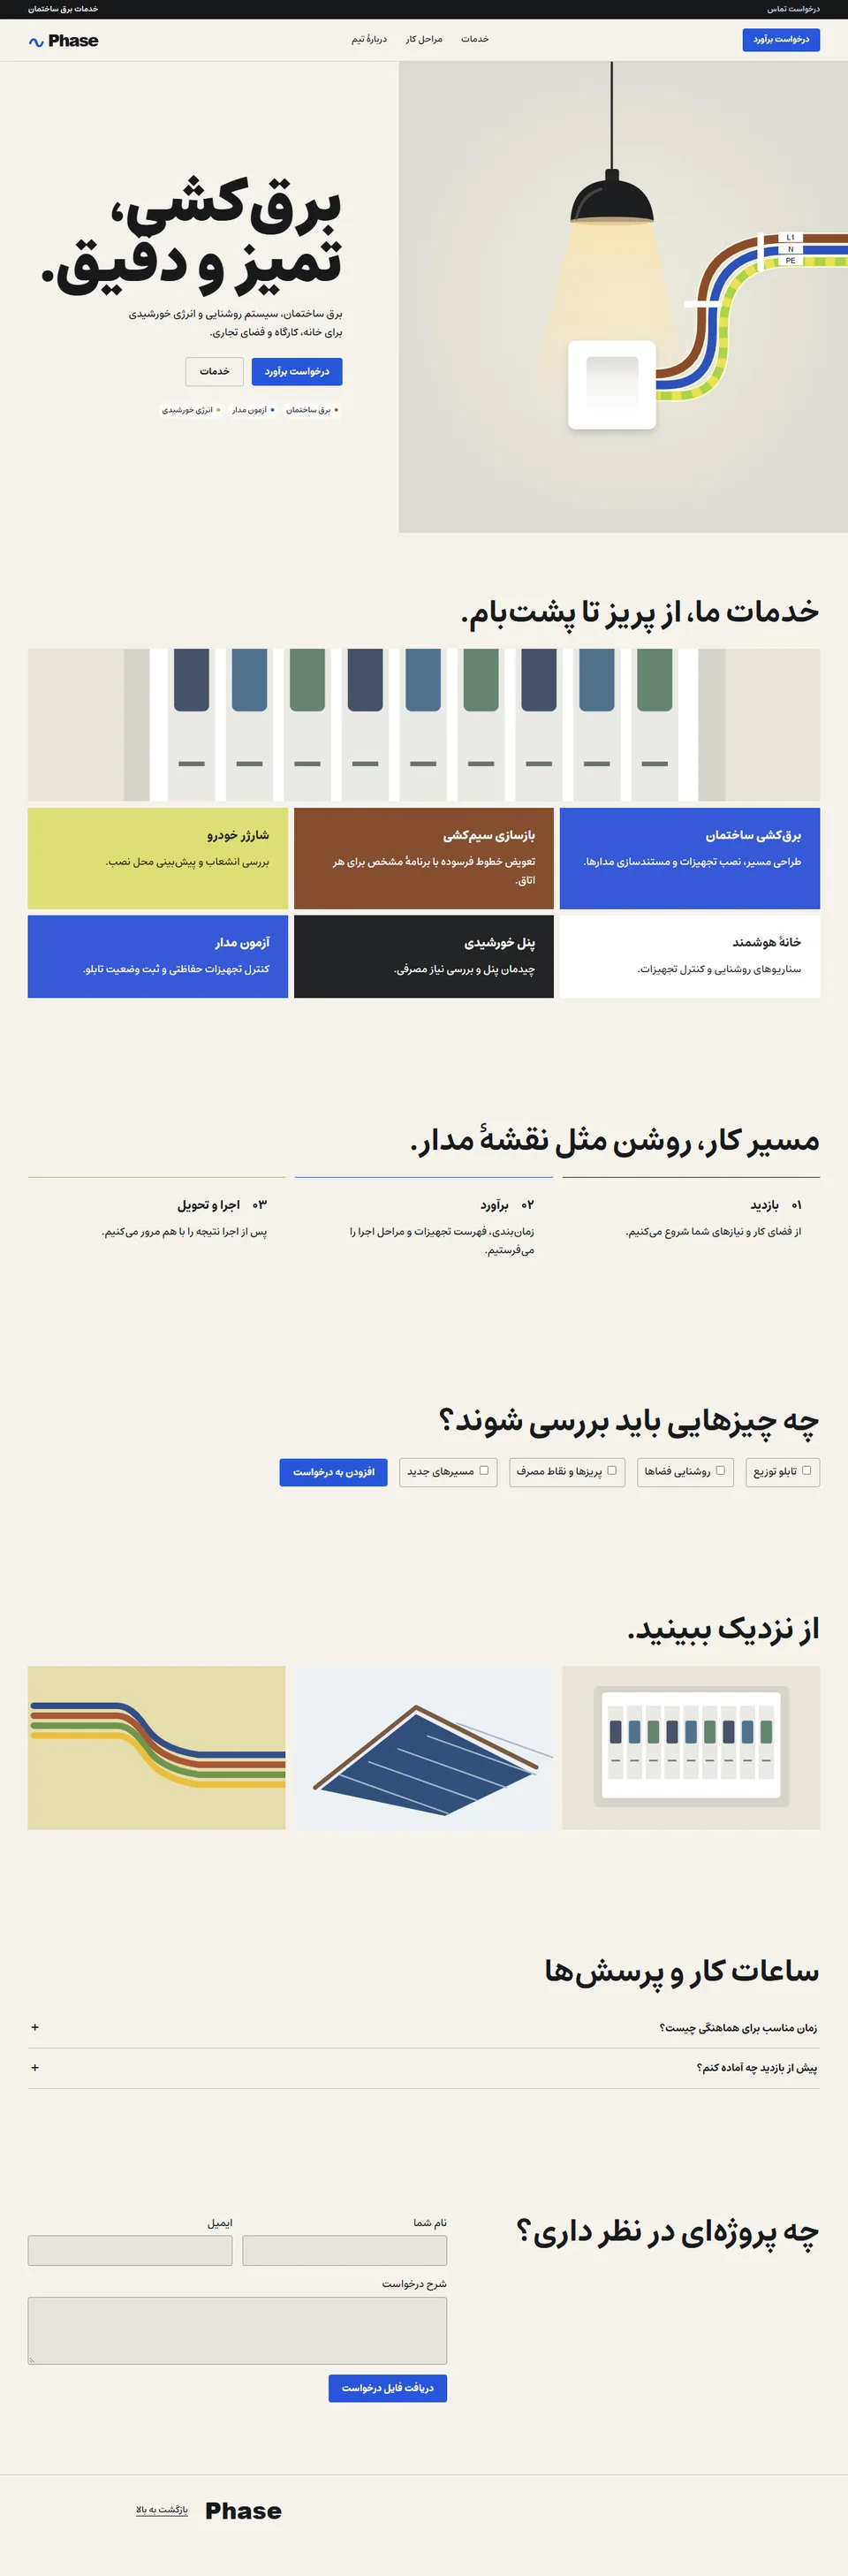 خدمات برق ساختمان
درخواست تماس
Phase
خدمات
مراحل کار
دربارهٔ تیم
درخواست برآورد
برق‌کشی،
تمیز و دقیق.
برق ساختمان، سیستم روشنایی و انرژی خورشیدی
برای خانه، کارگاه و فضای تجاری.
درخواست برآورد
خدمات
برق ساختمان
آزمون مدار
انرژی خورشیدی
L1
N
PE
خدمات ما، از پریز تا پشت‌بام.
برق‌کشی ساختمان
طراحی مسیر، نصب تجهیزات و مستندسازی مدارها.
بازسازی سیم‌کشی
تعویض خطوط فرسوده با برنامهٔ مشخص برای هر
اتاق.
شارژر خودرو
بررسی انشعاب و پیش‌بینی محل نصب.
خانهٔ هوشمند
سناریوهای روشنایی و کنترل تجهیزات.
پنل خورشیدی
چیدمان پنل و بررسی نیاز مصرفی.
آزمون مدار
کنترل تجهیزات حفاظتی و ثبت وضعیت تابلو.
مسیر کار، روشن مثل نقشهٔ مدار.
۰۱ بازدید
از فضای کار و نیازهای شما شروع می‌کنیم.
۰۲ برآورد
زمان‌بندی، فهرست تجهیزات و مراحل اجرا را
می‌فرستیم.
۰۳ اجرا و تحویل
پس از اجرا نتیجه را با هم مرور می‌کنیم.
چه چیزهایی باید بررسی شوند؟
تابلو توزیع
روشنایی فضاها
پریزها و نقاط مصرف
مسیرهای جدید
افزودن به درخواست
از نزدیک ببینید.
ساعات کار و پرسش‌ها
زمان مناسب برای هماهنگی چیست؟
+
پیش از بازدید چه آماده کنم؟
+
چه پروژه‌ای در نظر داری؟
نام شما
ایمیل
شرح درخواست
دریافت فایل درخواست
Phase
بازگشت به بالا